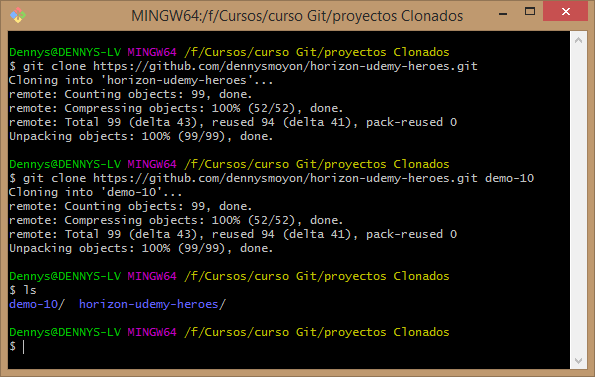 MINGW64:/f/Cursos/curso Git/proyectos Clonados
Dennys@DENNYS-LV MINGW64 /f/Cursos/curso Git/proyectos Clonados
$ git clone https://github.com/dennysmoyon/horizon-udemy-heroes.git
Cloning into 'horizon-udemy-heroes'...
remote: Counting objects: 99, done.
remote: Compressing objects: 100% (52/52), done.
remote: Total 99 (delta 43), reused 94 (delta 41), pack-reused 0
Unpacking objects: 100% (99/99), done.
Dennys@DENNYS-LV MINGW64 /f/Cursos/curso Git/proyectos Clonados
$ git clone https://github.com/dennysmoyon/horizon-udemy-heroes.git demo-10
Cloning into 'demo-10'...
remote: Counting objects: 99, done.
remote: Compressing objects: 100% (52/52), done.
remote: Total 99 (delta 43), reused 94 (delta 41), pack-reused 0
Unpacking objects: 100% (99/99), done.
Dennys@DENNYS-LV MINGW64 /f/Cursos/curso Git/proyectos Clonados
$ ls
demo-10/  horizon-udemy-heroes/
Dennys@DENNYS-LV MINGW64 /f/Cursos/curso Git/proyectos Clonados
$